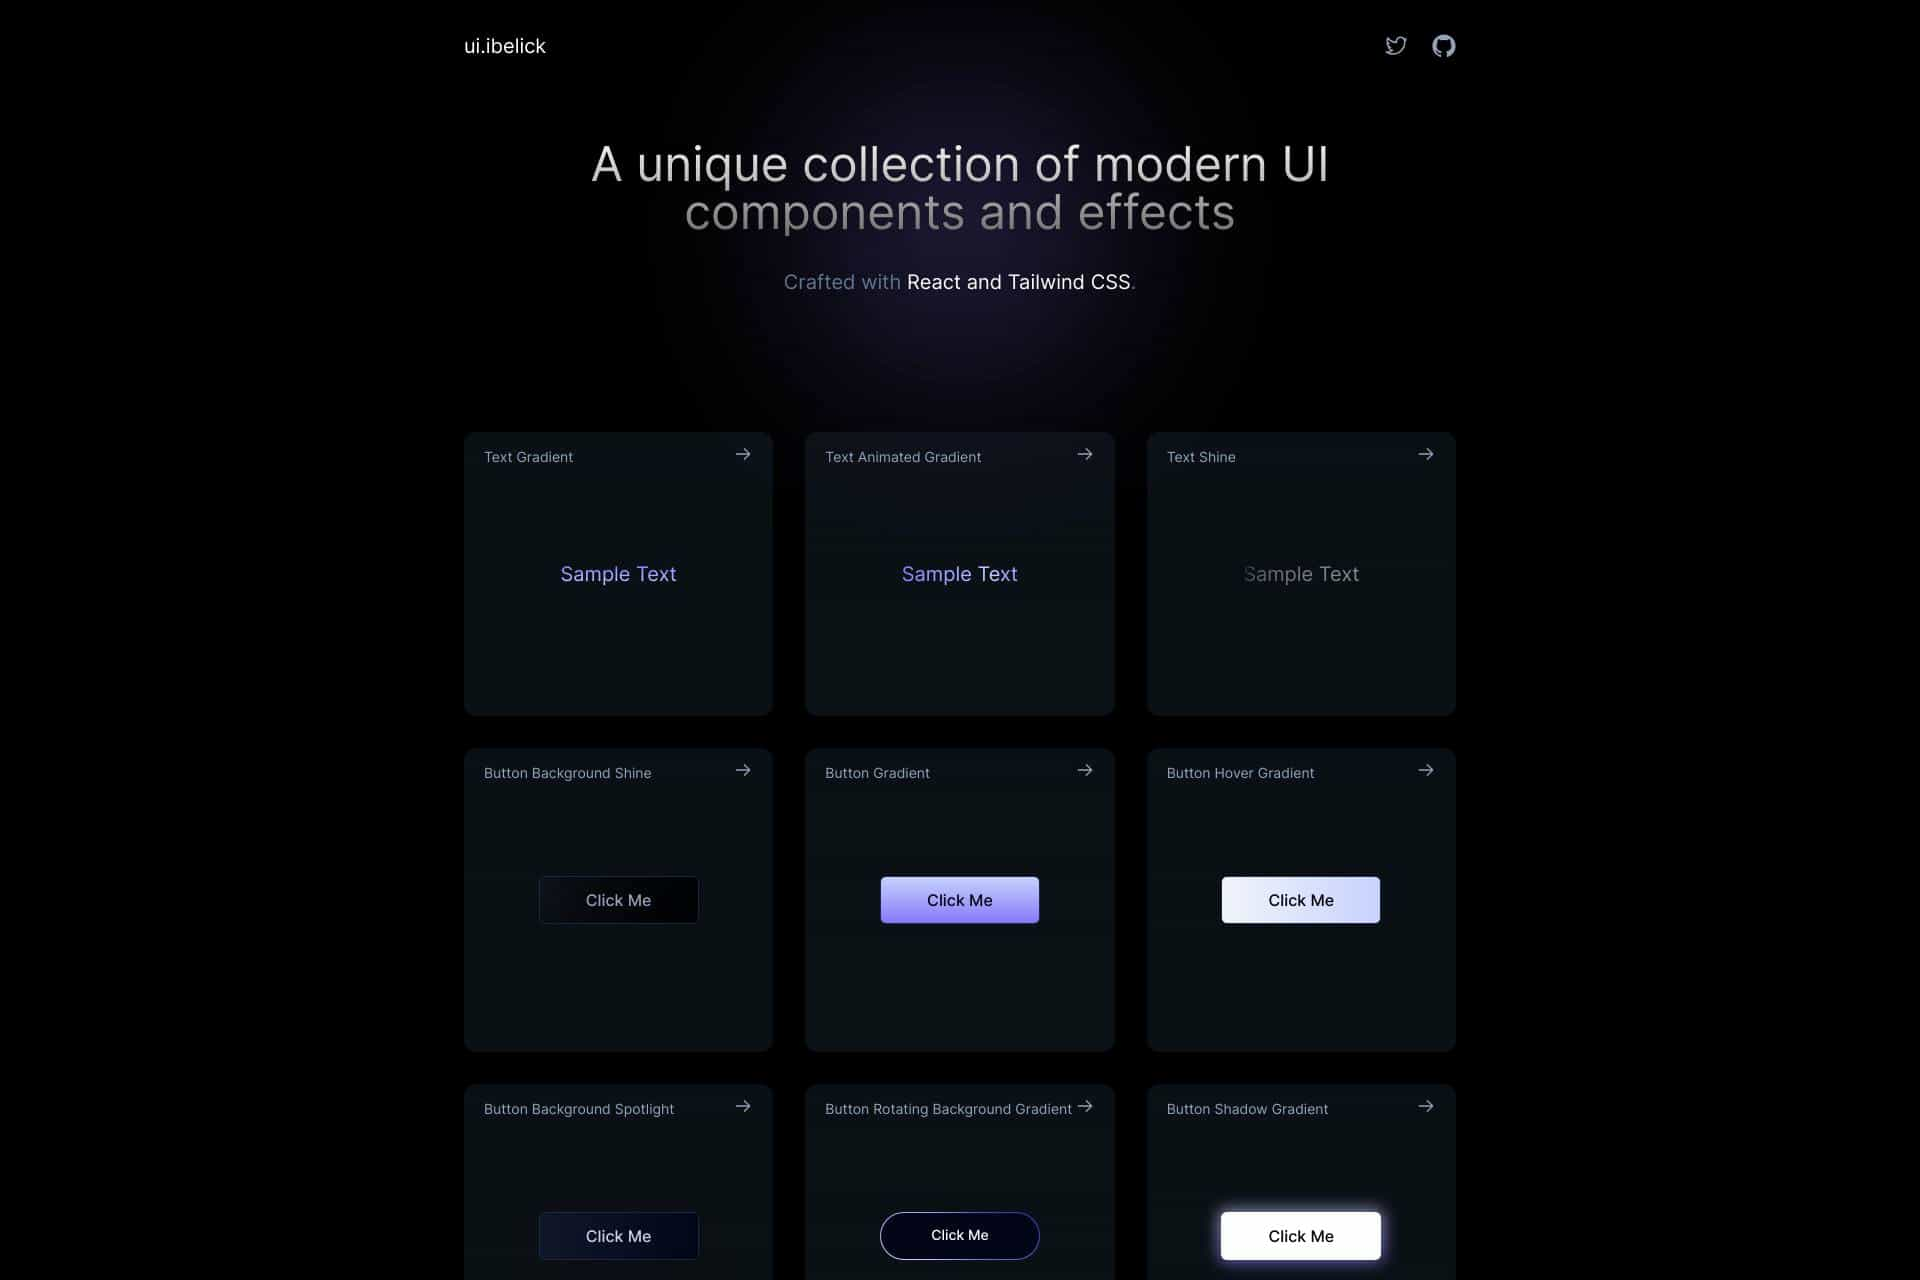 ui.ibelick
A unique collection of modern UI
components and effects
Crafted with React and Tailwind CSS.
Text Gradient
Text Animated Gradient
Text Shine
Sample Text
Sample Text
Sample Text
Button Background Shine
Button Gradient
Button Hover Gradient
Click Me
Click Me
Click Me
Button Background Spotlight
Button Rotating Background Gradient
Button Shadow Gradient
Click Me
Click Me
Click Me